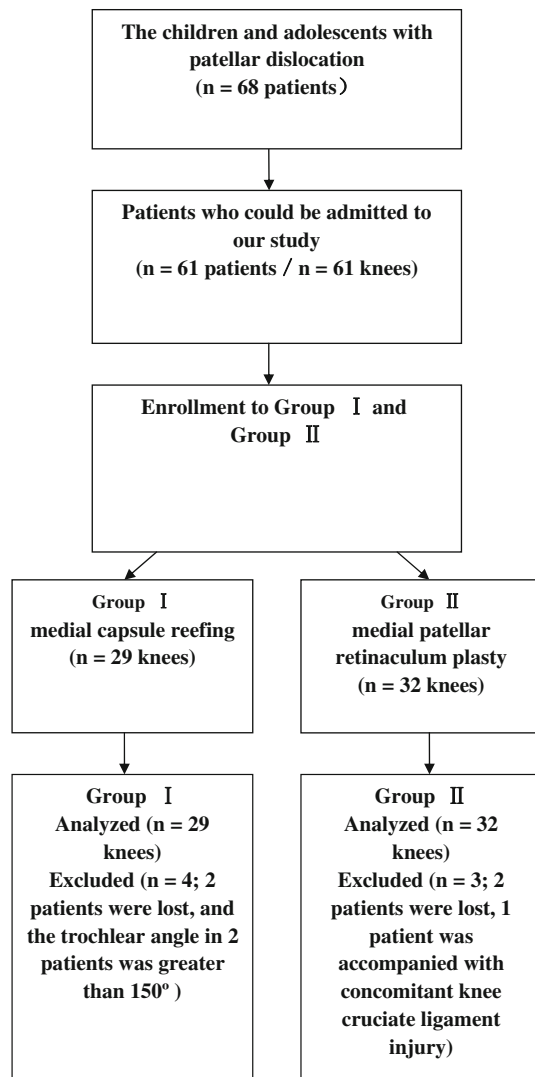 The children and adolescents with
patellar dislocation
(n = 68 patients）
Patients who could be admitted to
our study
(n = 61 patients / n = 61 knees)
Enrollment to Group Ⅰ and
Group Ⅱ
Group Ⅰ
medial capsule reefing
(n = 29 knees)
Group Ⅱ
medial patellar
retinaculum plasty
(n = 32 knees)
Group Ⅰ
Analyzed (n = 29
knees)
Excluded (n = 4; 2
patients were lost, and
the trochlear angle in 2
patients was greater
than 150º )
Group Ⅱ
Analyzed (n = 32
knees)
Excluded (n = 3; 2
patients were lost, 1
patient was
accompanied with
concomitant knee
cruciate ligament
injury)